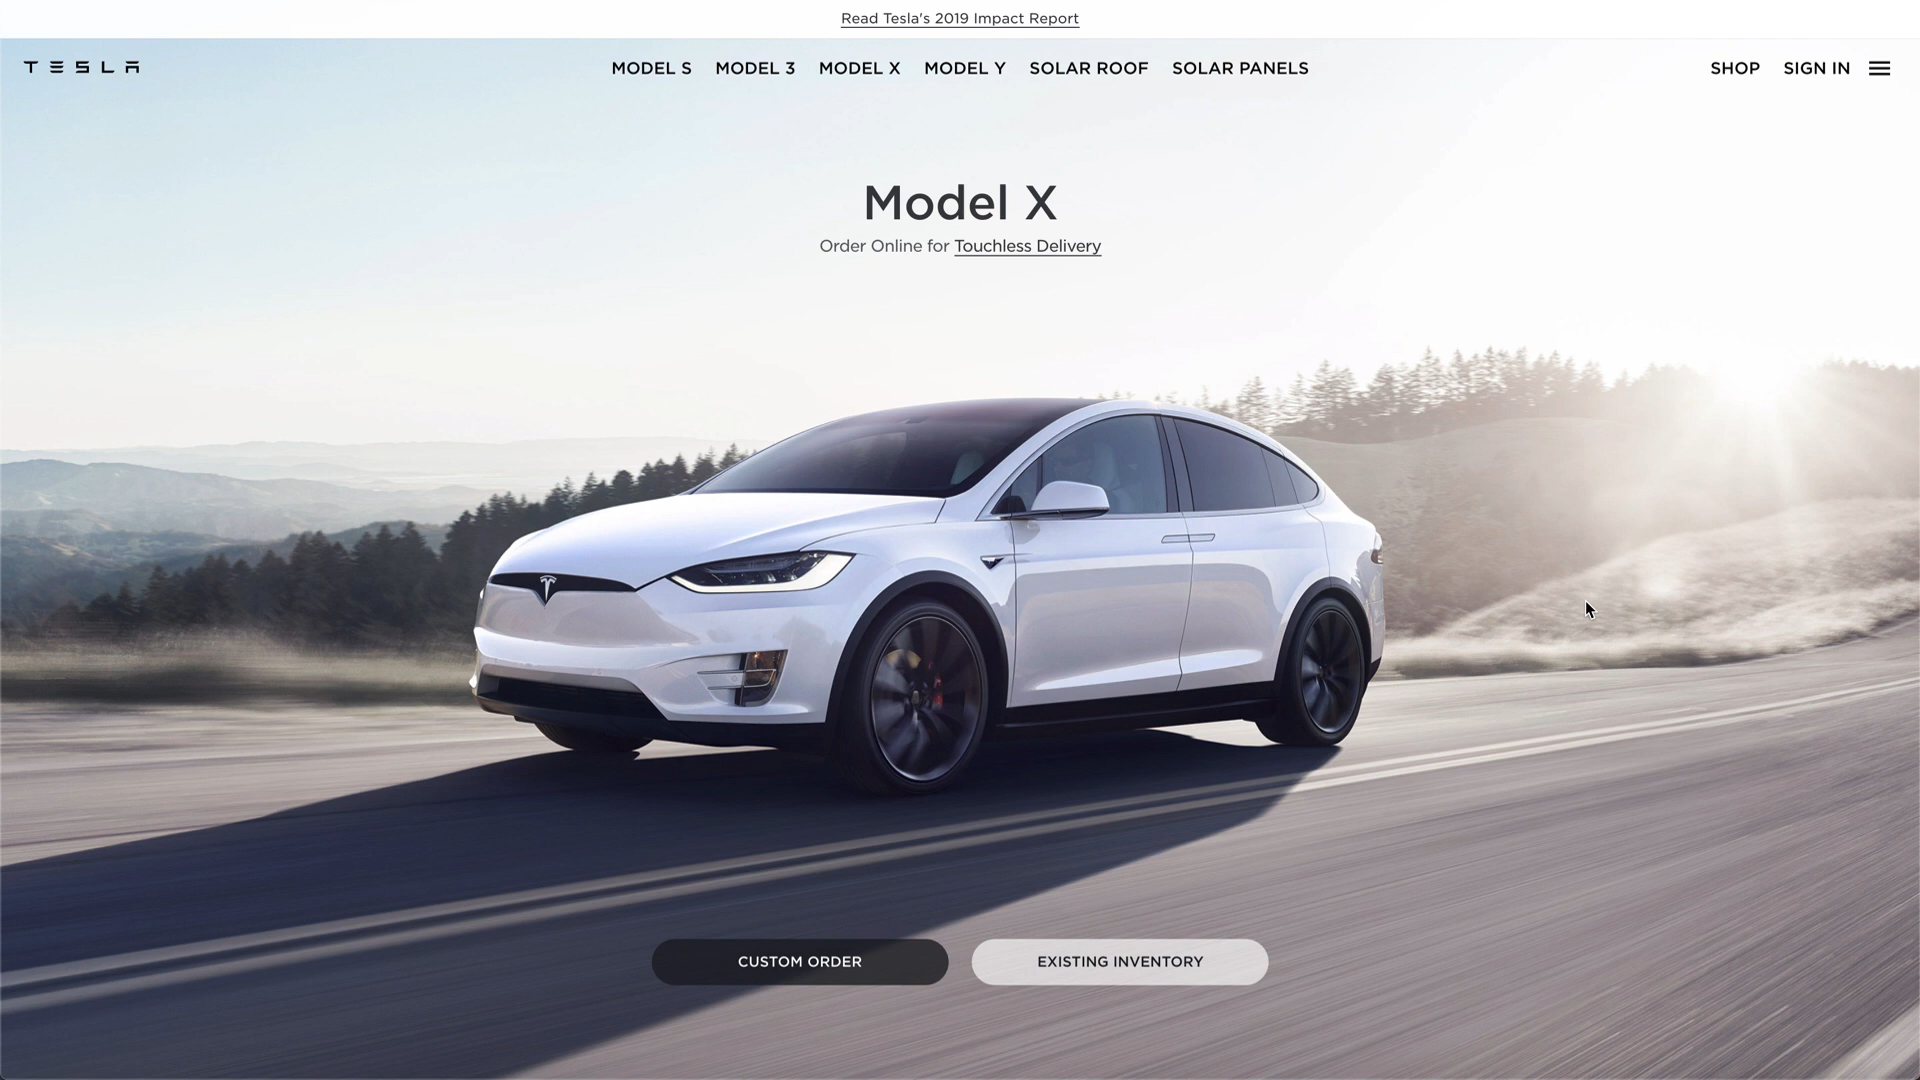 Read Tesla's 2019 Impact Report
TESLA
MODEL S MODEL 3 MODEL X MODEL Y SOLAR ROOF SOLAR PANELS
SHOP SIGN IN
Model X
Order Online for Touchless Delivery
CUSTOM ORDER
EXISTING INVENTORY